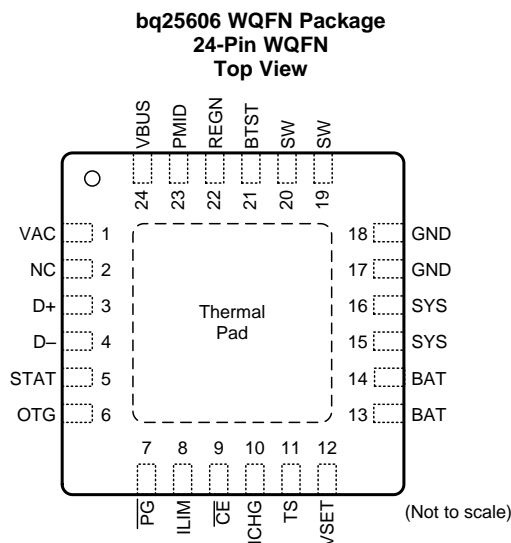 bq25606 WQFN Package
24-Pin WQFN
Top View
VBUS PMID REGN BTST SW SW
24 23 22 21 20 19
VAC 1
NC 2
D+ 3
D– 4
STAT 5
OTG 6
Thermal
Pad
18 GND
17 GND
16 SYS
15 SYS
14 BAT
13 BAT
7 8 9 10 11 12
PG ILIM CE ICHG TS VSET
(Not to scale)